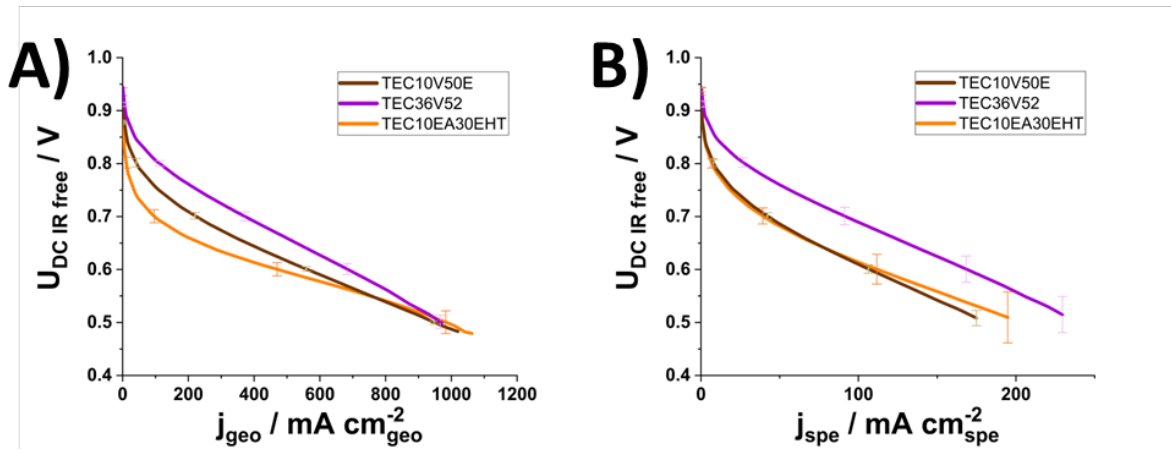 A)
U_DC IR free / V
1.0
0.9
0.8
0.7
0.6
0.5
0.4
TEC10V50E
TEC36V52
TEC10EA30EHT
0 200 400 600 800 1000 1200
j_geo / mA cm^-2_geo
B)
U_DC IR free / V
1.0
0.9
0.8
0.7
0.6
0.5
0.4
TEC10V50E
TEC36V52
TEC10EA30EHT
0 100 200
j_spe / mA cm^-2_spe